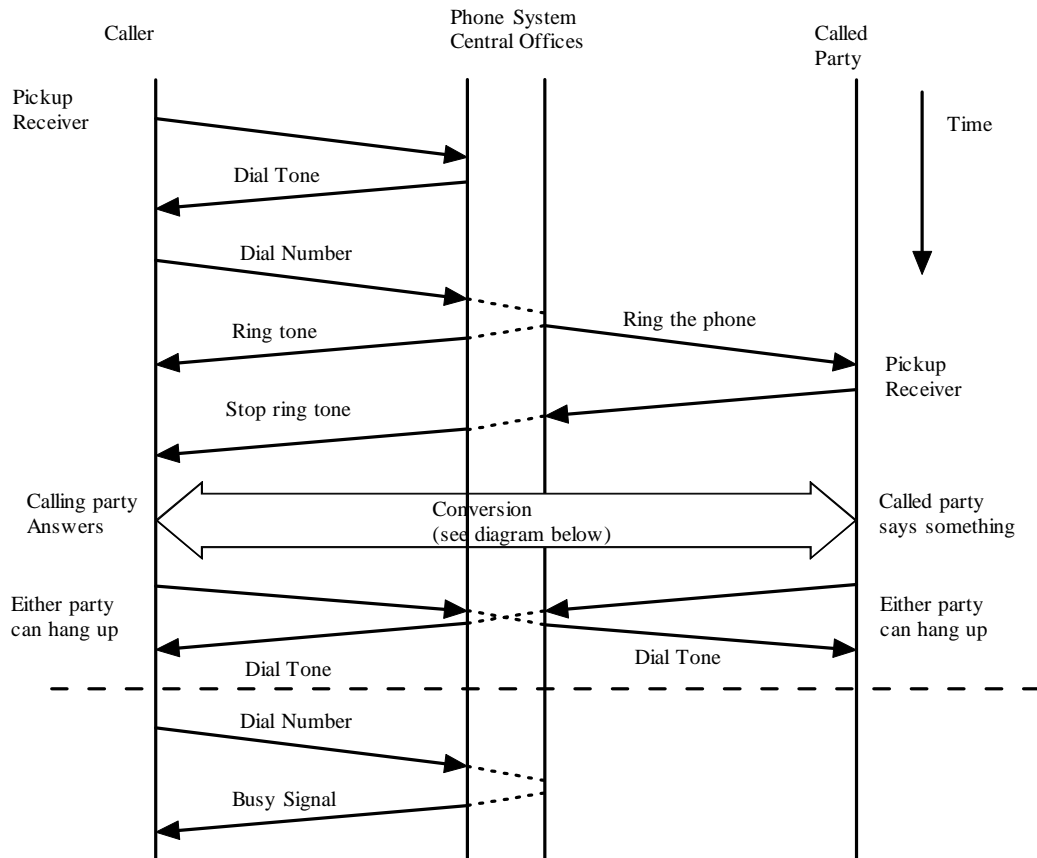 Caller
Phone System
Central Offices
Called
Party
Pickup
Receiver
Time
Dial Tone
Dial Number
Ring tone
Ring the phone
Pickup
Receiver
Stop ring tone
Calling party
Answers
Conversion
(see diagram below)
Called party
says something
Either party
can hang up
Either party
can hang up
Dial Tone
Dial Tone
Dial Number
Busy Signal